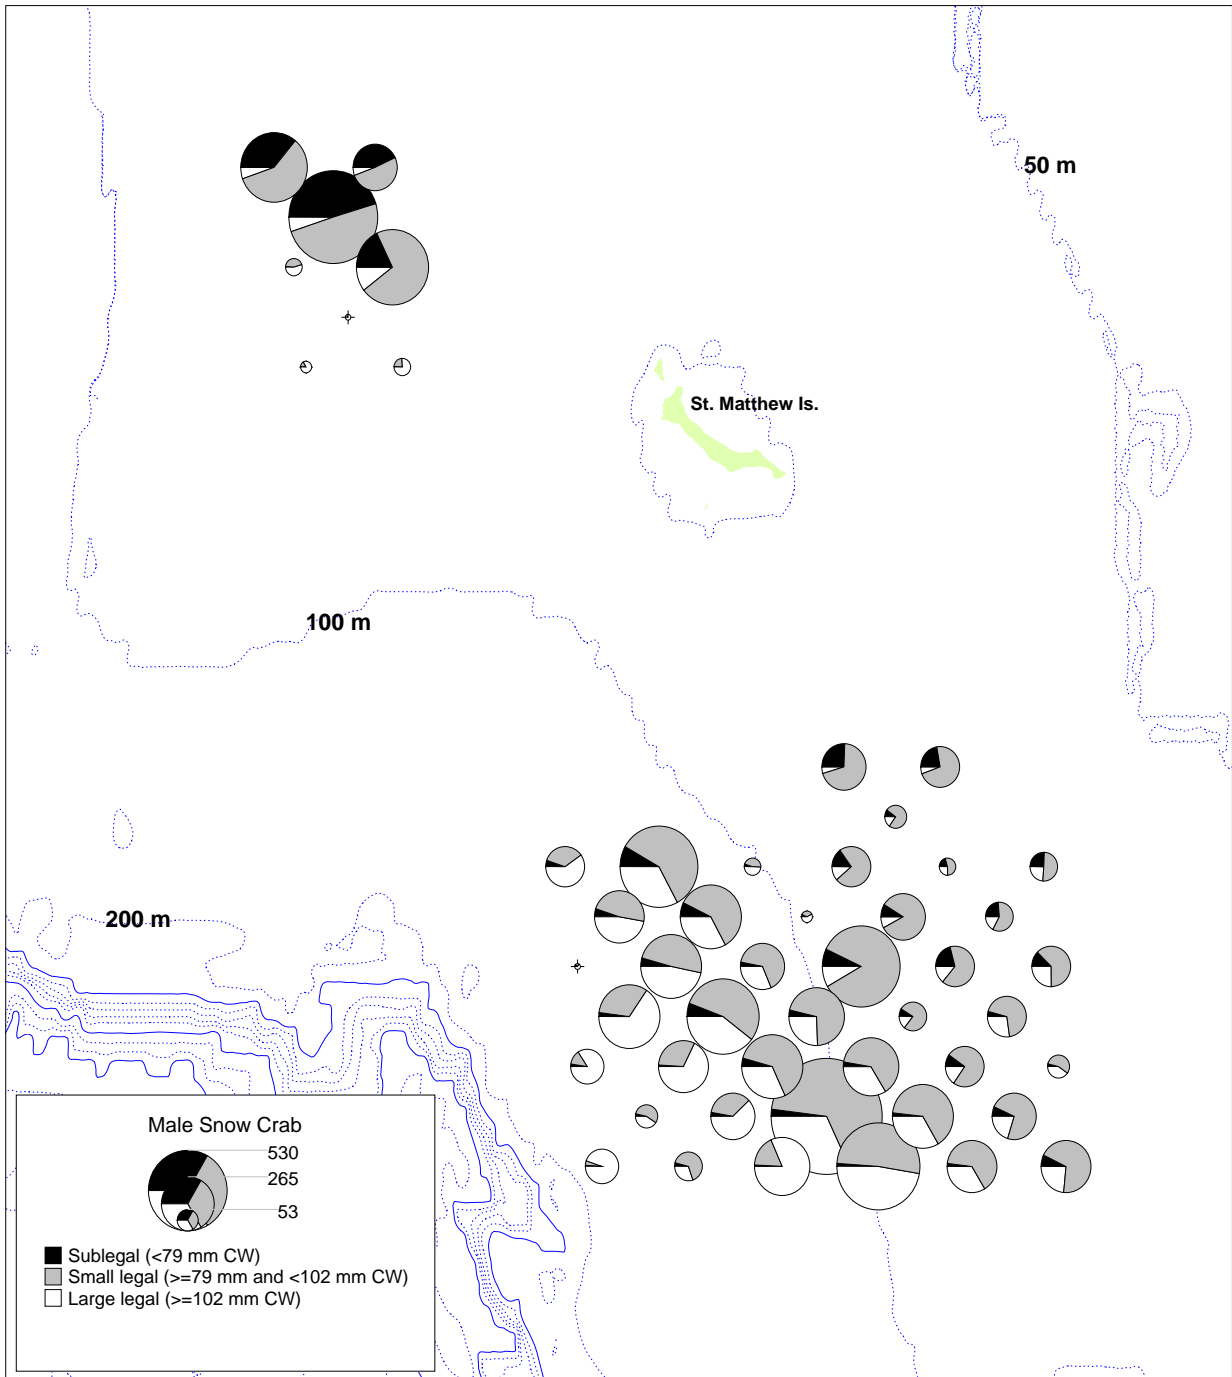 50 m
St. Matthew Is.
100 m
200 m
Male Snow Crab
530
265
53
Sublegal (<79 mm CW)
Small legal (>=79 mm and <102 mm CW)
Large legal (>=102 mm CW)